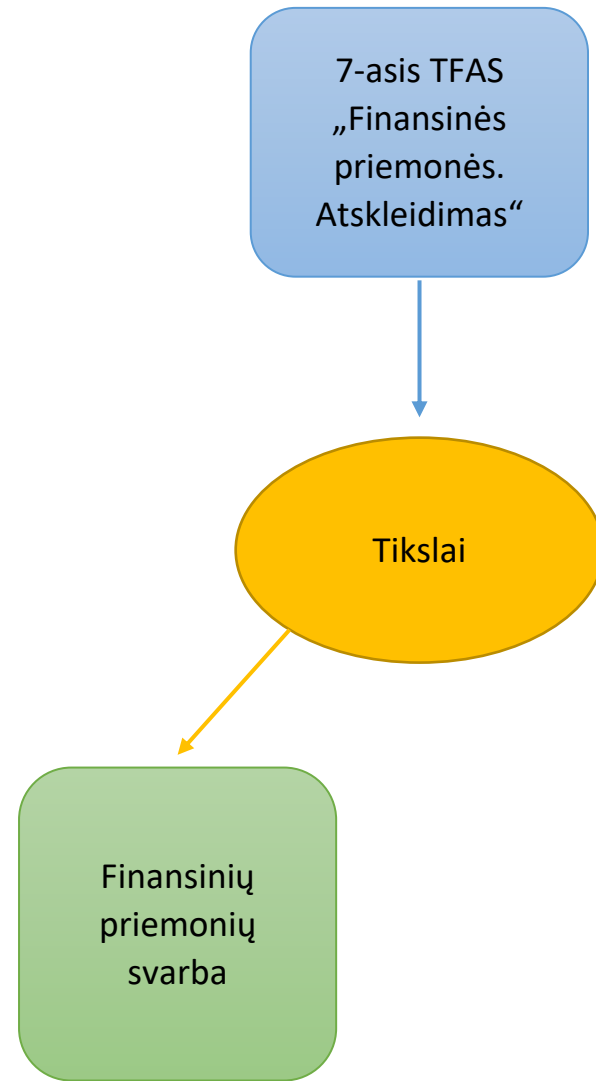 7-asis TFAS
„Finansinės
priemonės.
Atskleidimas“
Tikslai
Finansinių
priemonių
svarba